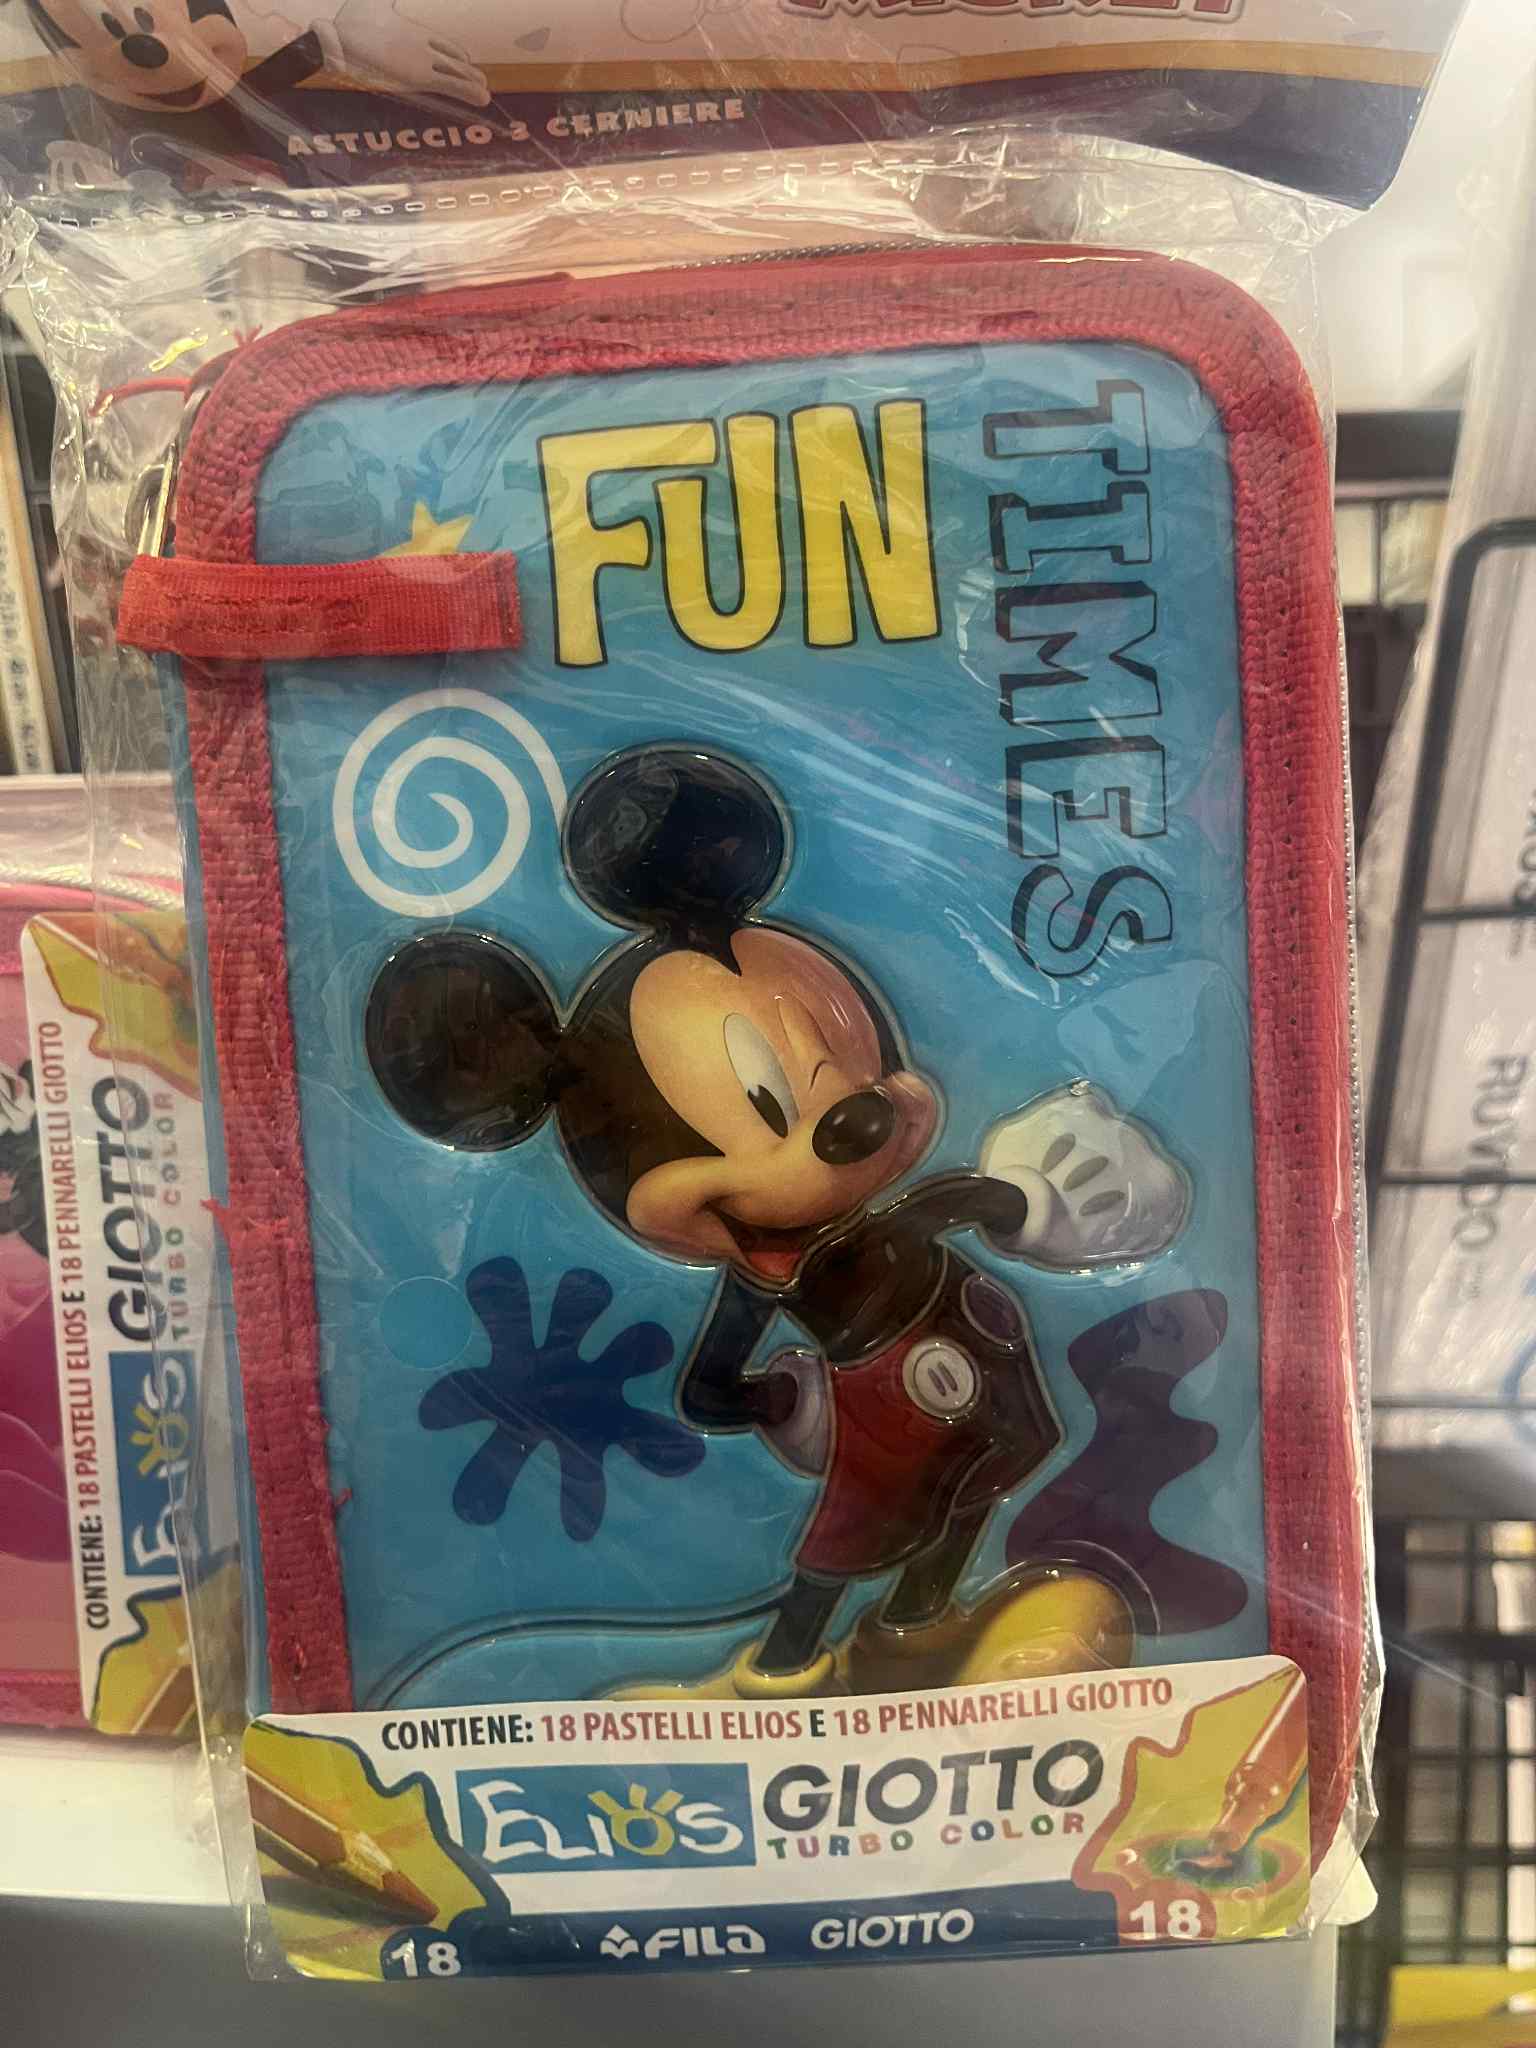 ASTUCCIO 3 CERNIERE
FUN
TIMES
CONTIENE: 18 PASTELLI ELIOS E 18 PENNARELLI GIOTTO
ELIOS GIOTTO
TURBO COLOR
18 FILA GIOTTO 18
CONTIENE: 18 PASTELLI ELIOS E 18 PENNARELLI GIOTTO
ELIOS GIOTTO
TURBO COLOR
RUVIDO